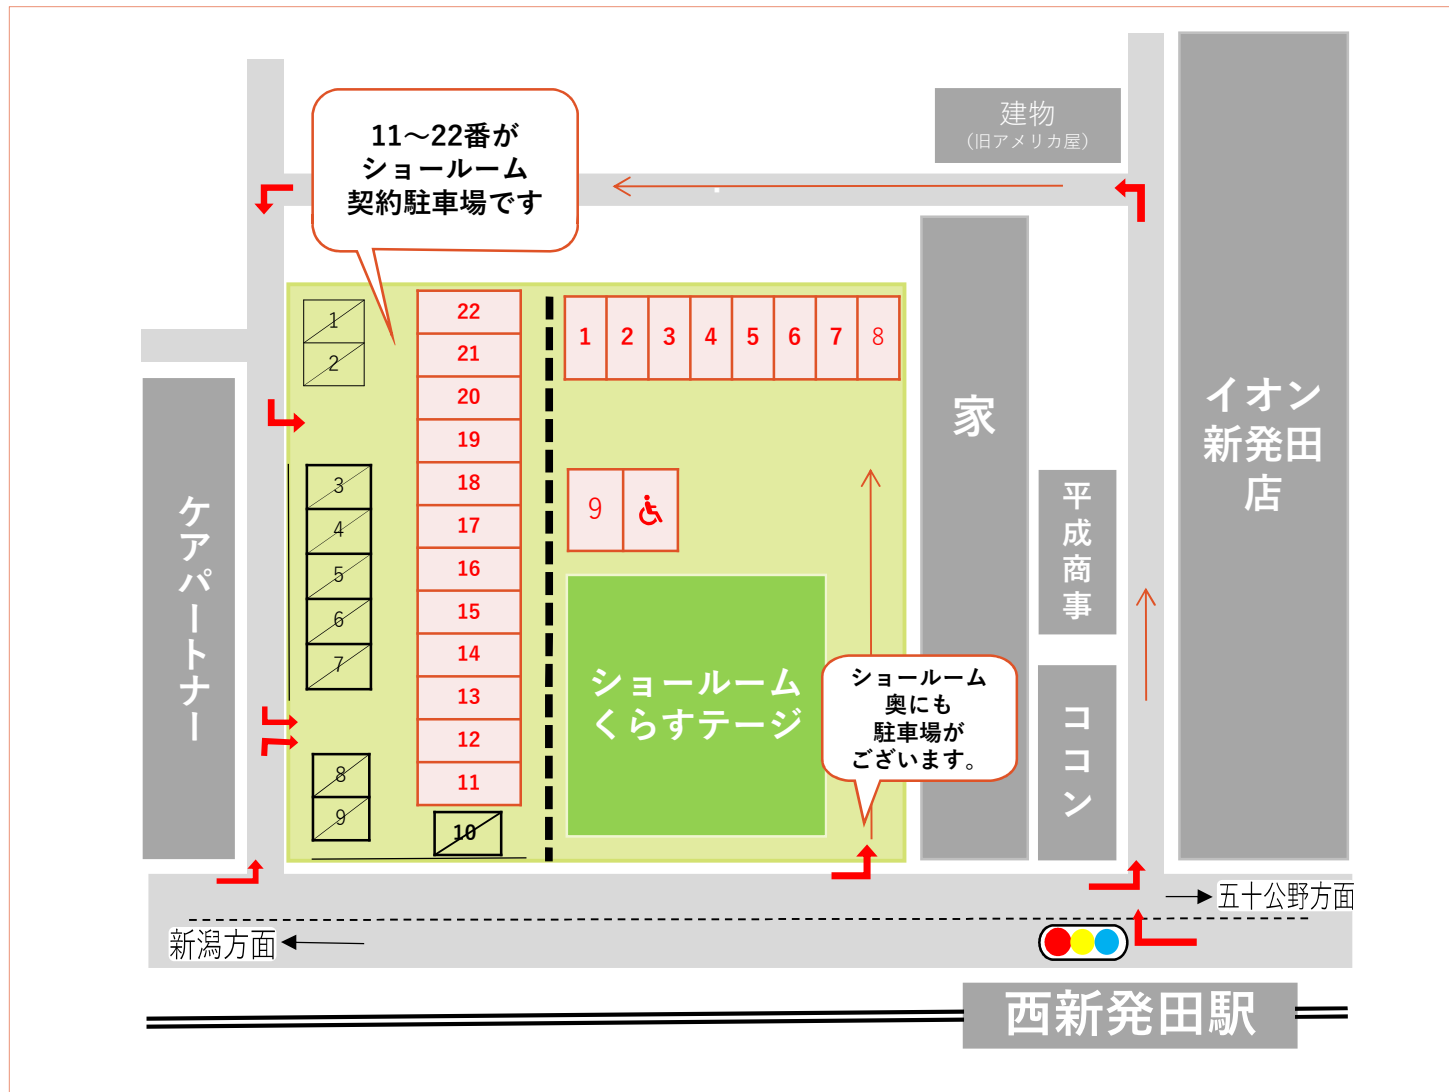 建物
（旧アメリカ屋）
11～22番が
ショールーム
契約駐車場です
1
2
3
4
5
6
7
8
9
10
22
21
20
19
18
17
16
15
14
13
12
11
1
2
3
4
5
6
7
8
9
ショールーム
くらすテージ
ショールーム
奥にも
駐車場が
ございます。
ケアパートナー
家
平成商事
ココン
イオン
新発田
店
五十公野方面
新潟方面
西新発田駅